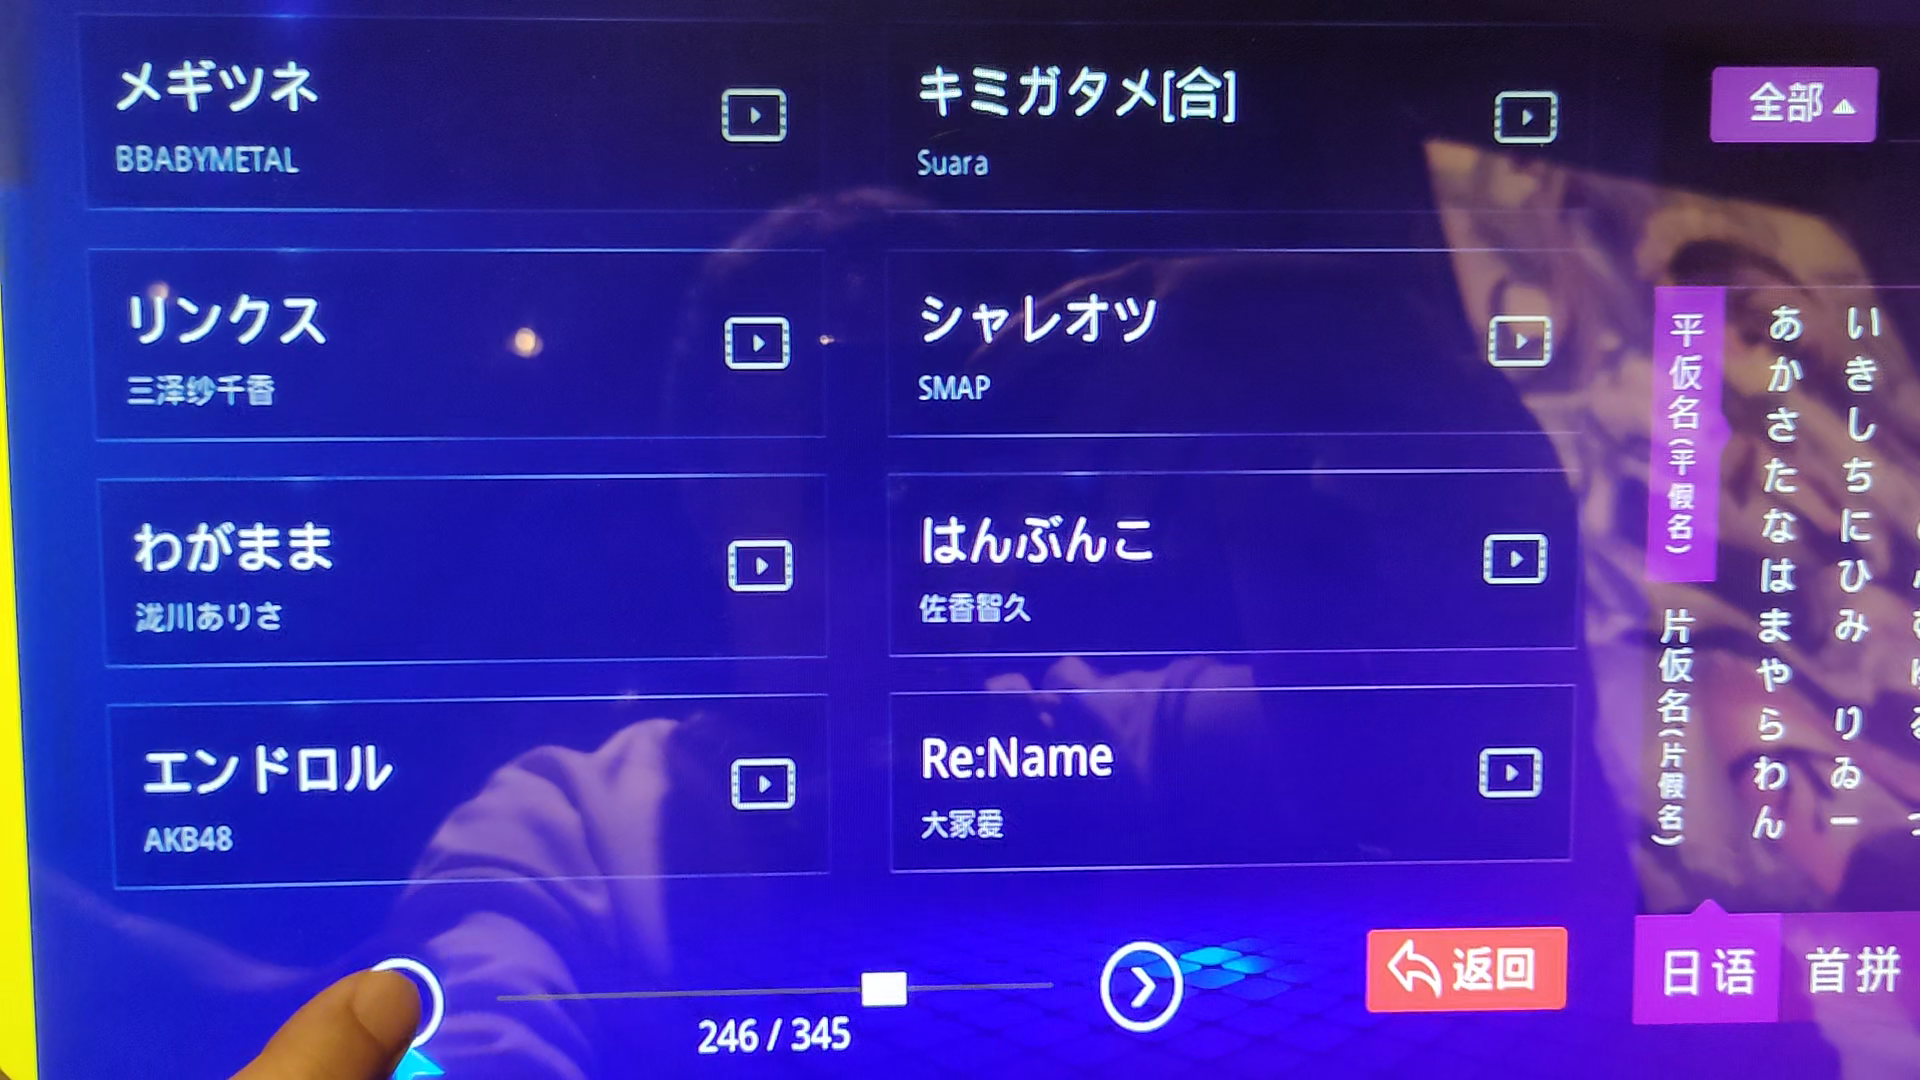 メギツネ
BBABYMETAL
キミガタメ[合]
Suara
リンクス
三泽纱千香
シャレオツ
SMAP
わがまま
泷川ありさ
はんぶんこ
佐香智久
エンドロル
AKB48
Re:Name
大冢爱
246 / 345
返回
全部
平仮名(平假名)
片仮名(片假名)
あかさたなはまやらわん
いきしちにひみ りゐー
日语
首拼